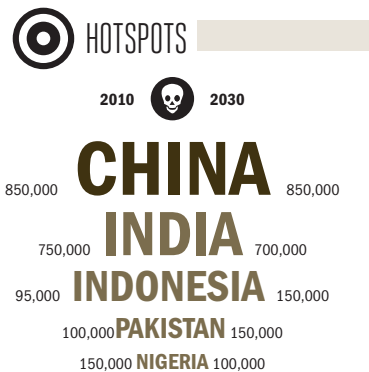 HOTSPOTS
2010 2030
850,000 CHINA 850,000
750,000 INDIA 700,000
95,000 INDONESIA 150,000
100,000 PAKISTAN 150,000
150,000 NIGERIA 100,000